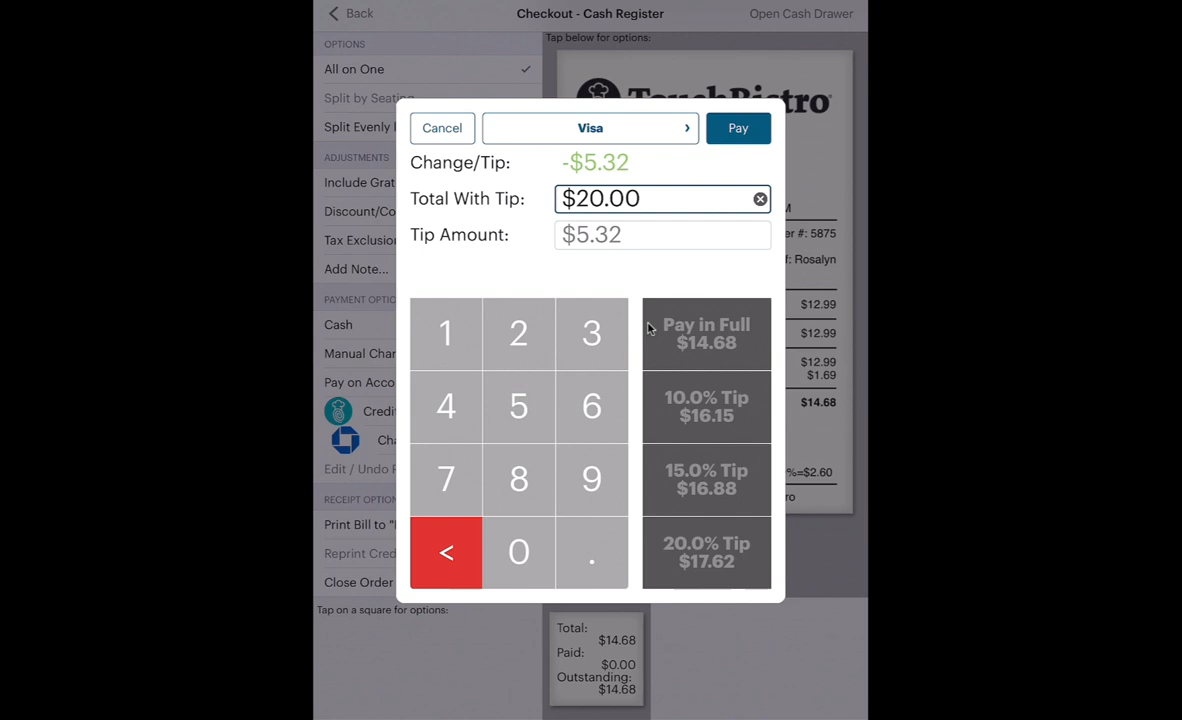 Back
Checkout - Cash Register
Open Cash Drawer
OPTIONS
All on One
Split by Seating
Split Evenly
ADJUSTMENTS
Include Grat
Discount/Co
Tax Exclusion
Add Note...
PAYMENT OPTIO
Cash
Manual Char
Pay on Acco
Credi
Cha
Edit / Undo P
RECEIPT OPTION
Print Bill to "
Reprint Cred
Close Order
Tap on a square for options:
Tap below for options:
TouchBistro
M
er #: 5875
f: Rosalyn
$12.99
$12.99
$12.99
$1.69
$14.68
%=$2.60
ro
Cancel
Visa
Pay
Change/Tip: -$5.32
Total With Tip: $20.00
Tip Amount: $5.32
1 2 3
4 5 6
7 8 9
< 0 .
Pay in Full
$14.68
10.0% Tip
$16.15
15.0% Tip
$16.88
20.0% Tip
$17.62
Total:
$14.68
Paid:
$0.00
Outstanding:
$14.68